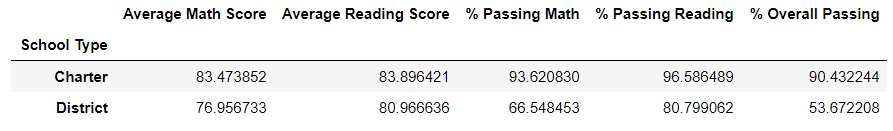 Average Math Score Average Reading Score % Passing Math % Passing Reading % Overall Passing
School Type
Charter 83.473852 83.896421 93.620830 96.586489 90.432244
District 76.956733 80.966636 66.548453 80.799062 53.672208